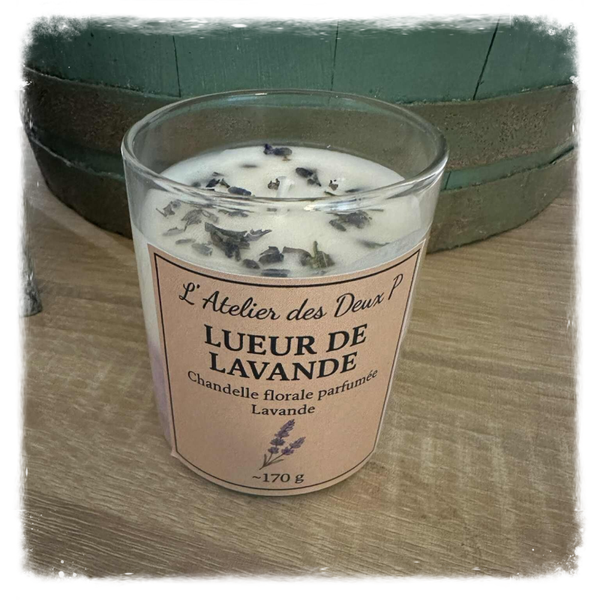 L'Atelier des Deux P
LUEUR DE
LAVANDE
Chandelle florale parfumée
Lavande
~170 g